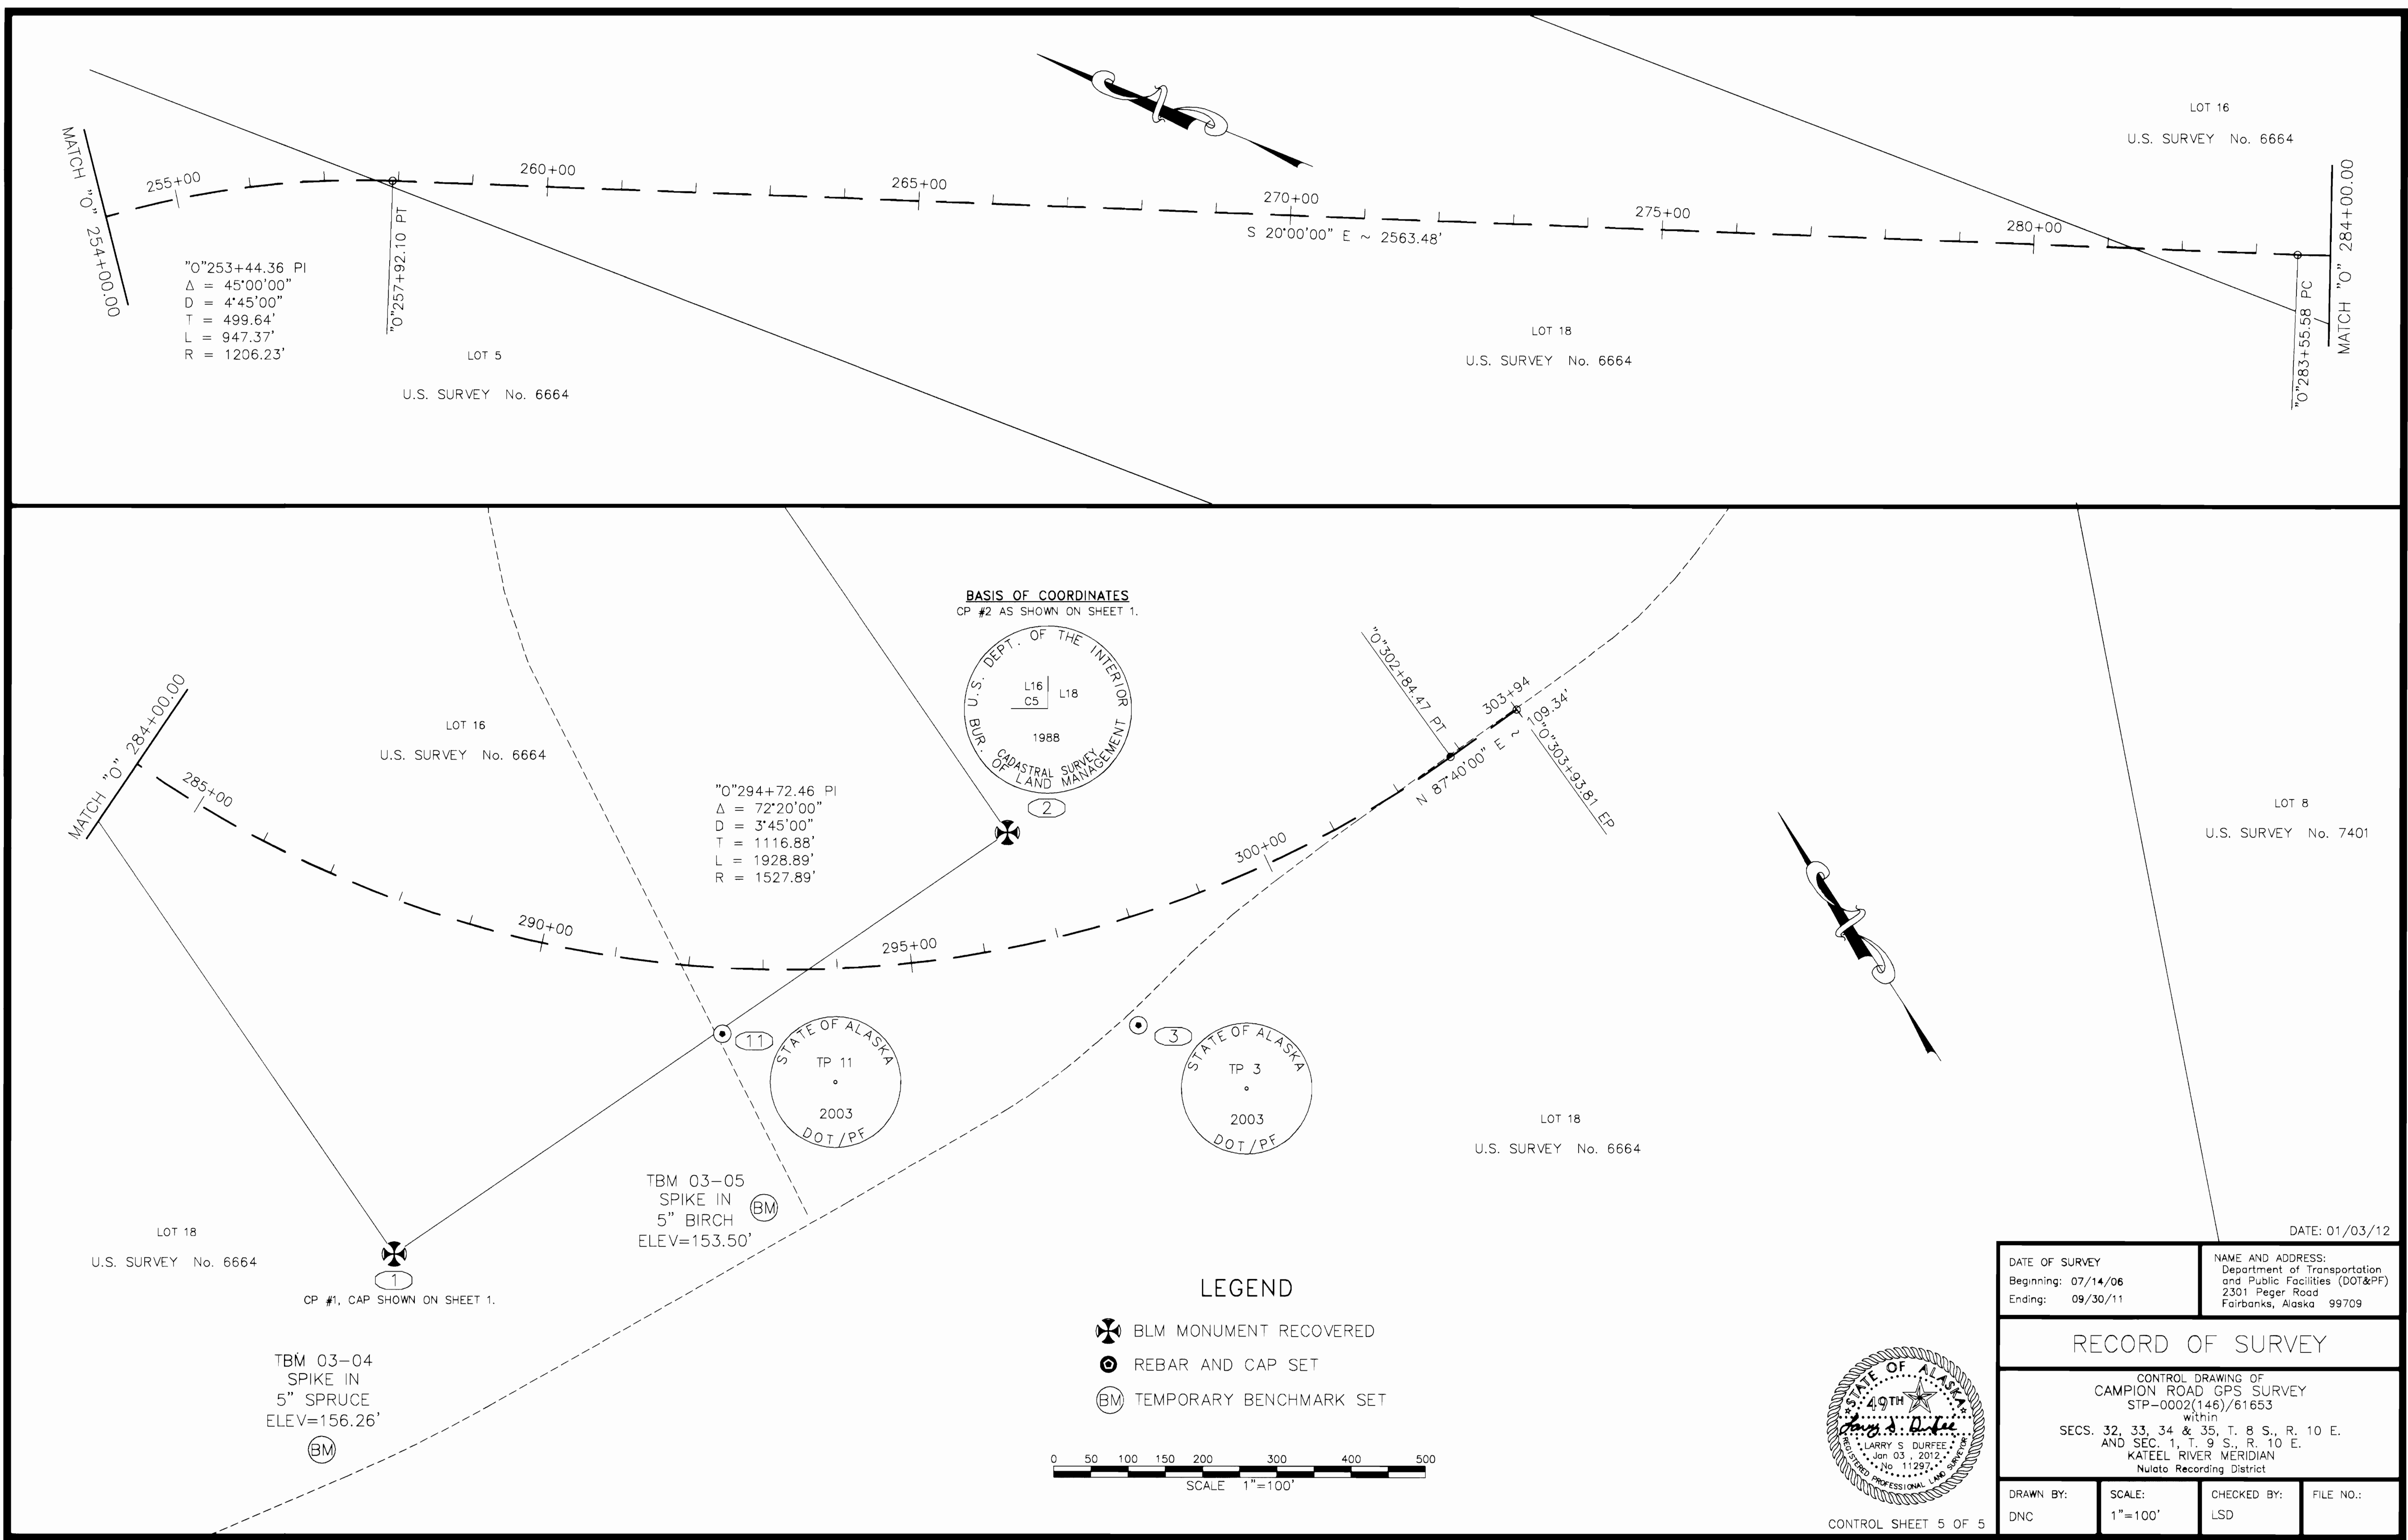 MATCH "O" 254+00.00
255+00
"O"257+92.10 PT
260+00
265+00
270+00
S 20°00'00" E ~ 2563.48'
275+00
280+00
"O"283+55.58 PC
MATCH "O" 284+00.00
"O"253+44.36 PI
Δ = 45°00'00"
D = 4°45'00"
T = 499.64'
L = 947.37'
R = 1206.23'
LOT 5
U.S. SURVEY No. 6664
LOT 18
U.S. SURVEY No. 6664
LOT 16
U.S. SURVEY No. 6664
MATCH "O" 284+00.00
285+00
290+00
295+00
300+00
"O"302+84.47 PT
303+94
N 87°40'00" E ~ 109.34'
"O"303+93.81 EP
LOT 16
U.S. SURVEY No. 6664
BASIS OF COORDINATES
CP #2 AS SHOWN ON SHEET 1.
U.S. DEPT. OF THE INTERIOR
L16
C5
L18
1988
CADASTRAL SURVEY
BUR. OF LAND MANAGEMENT
2
"O"294+72.46 PI
Δ = 72°20'00"
D = 3°45'00"
T = 1116.88'
L = 1928.89'
R = 1527.89'
LOT 8
U.S. SURVEY No. 7401
11
STATE OF ALASKA
TP 11
2003
DOT/PF
3
STATE OF ALASKA
TP 3
2003
DOT/PF
LOT 18
U.S. SURVEY No. 6664
TBM 03-05
SPIKE IN
5" BIRCH
ELEV=153.50'
BM
LOT 18
U.S. SURVEY No. 6664
1
CP #1, CAP SHOWN ON SHEET 1.
TBM 03-04
SPIKE IN
5" SPRUCE
ELEV=156.26'
BM
LEGEND
BLM MONUMENT RECOVERED
REBAR AND CAP SET
BM TEMPORARY BENCHMARK SET
0 50 100 150 200 300 400 500
SCALE 1"=100'
STATE OF ALASKA
49TH
Larry S. Durfee
LARRY S DURFEE
Jan 03, 2012
No 11297
REGISTERED PROFESSIONAL LAND SURVEYOR
CONTROL SHEET 5 OF 5
DATE: 01/03/12
DATE OF SURVEY
Beginning: 07/14/06
Ending: 09/30/11
NAME AND ADDRESS:
Department of Transportation
and Public Facilities (DOT&PF)
2301 Peger Road
Fairbanks, Alaska 99709
RECORD OF SURVEY
CONTROL DRAWING OF
CAMPION ROAD GPS SURVEY
STP-0002(146)/61653
within
SECS. 32, 33, 34 & 35, T. 8 S., R. 10 E.
AND SEC. 1, T. 9 S., R. 10 E.
KATEEL RIVER MERIDIAN
Nulato Recording District
DRAWN BY:
DNC
SCALE:
1"=100'
CHECKED BY:
LSD
FILE NO.: